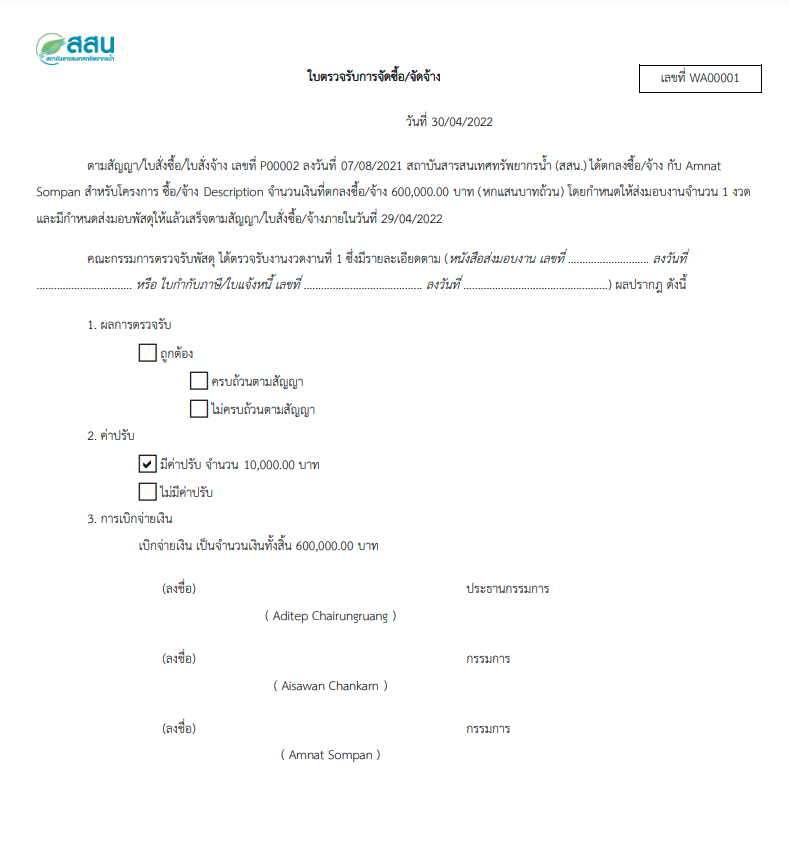 สสน
สถาบันสารสนเทศทรัพยากรน้ำ
ใบตรวจรับการจัดซื้อ/จัดจ้าง
เลขที่ WA00001
วันที่ 30/04/2022
ตามสัญญา/ใบสั่งซื้อ/ใบสั่งจ้าง เลขที่ P00002 ลงวันที่ 07/08/2021 สถาบันสารสนเทศทรัพยากรน้ำ (สสน.) ได้ตกลงซื้อ/จ้าง กับ Amnat
Sompan สำหรับโครงการ ซื้อ/จ้าง Description จำนวนเงินที่ตกลงซื้อ/จ้าง 600,000.00 บาท (หกแสนบาทถ้วน) โดยกำหนดให้ส่งมอบงานจำนวน 1 งวด
และมีกำหนดส่งมอบพัสดุให้แล้วเสร็จตามสัญญา/ใบสั่งซื้อ/จ้างภายในวันที่ 29/04/2022
คณะกรรมการตรวจรับพัสดุ ได้ตรวจรับงานงวดงานที่ 1 ซึ่งมีรายละเอียดตาม (หนังสือส่งมอบงาน เลขที่ ............................ ลงวันที่
................................. หรือ ใบกำกับภาษี/ใบแจ้งหนี้ เลขที่ ......................................... ลงวันที่ ..................................................) ผลปรากฎ ดังนี้
1. ผลการตรวจรับ
ถูกต้อง
ครบถ้วนตามสัญญา
ไม่ครบถ้วนตามสัญญา
2. ค่าปรับ
มีค่าปรับ จำนวน 10,000.00 บาท
ไม่มีค่าปรับ
3. การเบิกจ่ายเงิน
เบิกจ่ายเงิน เป็นจำนวนเงินทั้งสิ้น 600,000.00 บาท
(ลงชื่อ) ประธานกรรมการ
( Aditep Chairungruang )
(ลงชื่อ) กรรมการ
( Aisawan Chankarn )
(ลงชื่อ) กรรมการ
( Amnat Sompan )